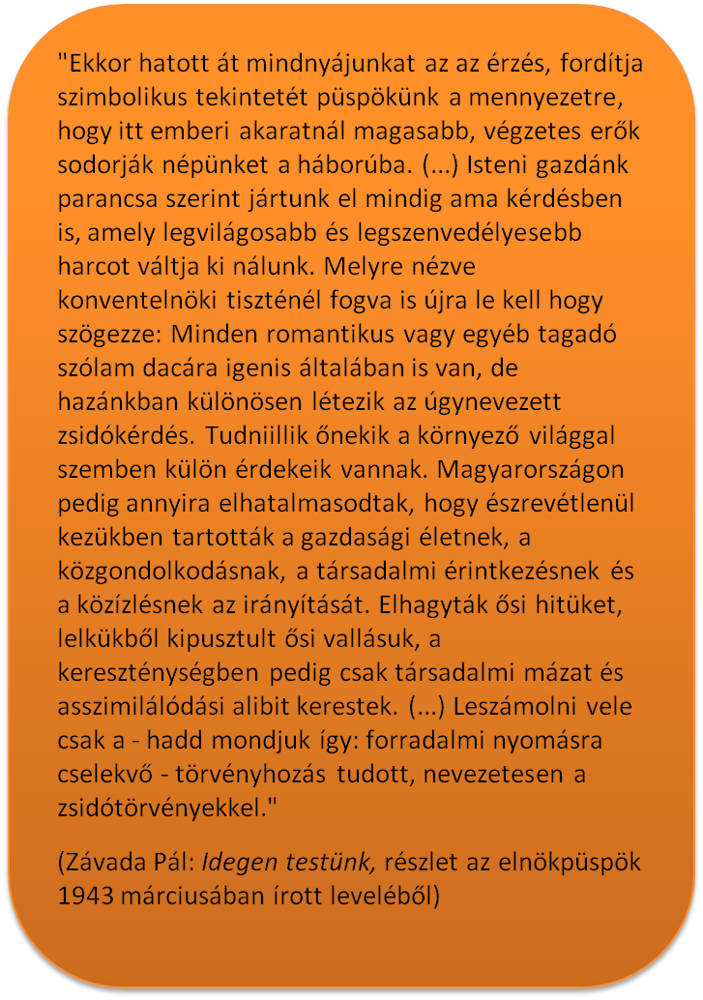 "Ekkor hatott át mindnyájunkat az az érzés, fordítja
szimbolikus tekintetét püspökünk a mennyezetre,
hogy itt emberi akaratnál magasabb, végzetes erők
sodorják népünket a háborúba. (...) Isteni gazdánk
parancsa szerint jártunk el mindig ama kérdésben
is, amely legvilágosabb és legszenvedélyesebb
harcot váltja ki nálunk. Melyre nézve
konventelnöki tiszténél fogva is újra le kell hogy
szögezze: Minden romantikus vagy egyéb tagadó
szólam dacára igenis általában is van, de
hazánkban különösen létezik az úgynevezett
zsidókérdés. Tudniillik őnekik a környező világgal
szemben külön érdekeik vannak. Magyarországon
pedig annyira elhatalmasodtak, hogy észrevétlenül
kezükben tartották a gazdasági életnek, a
közgondolkodásnak, a társadalmi érintkezésnek és
a közízlésnek az irányítását. Elhagyták ősi hitüket,
lelkükből kipusztult ősi vallásuk, a
kereszténységben pedig csak társadalmi mázat és
asszimilálódási alibit kerestek. (...) Leszámolni vele
csak a - hadd mondjuk így: forradalmi nyomásra
cselekvő - törvényhozás tudott, nevezetesen a
zsidótörvényekkel."
(Závada Pál: Idegen testünk, részlet az elnökpüspök
1943 márciusában írott leveléből)